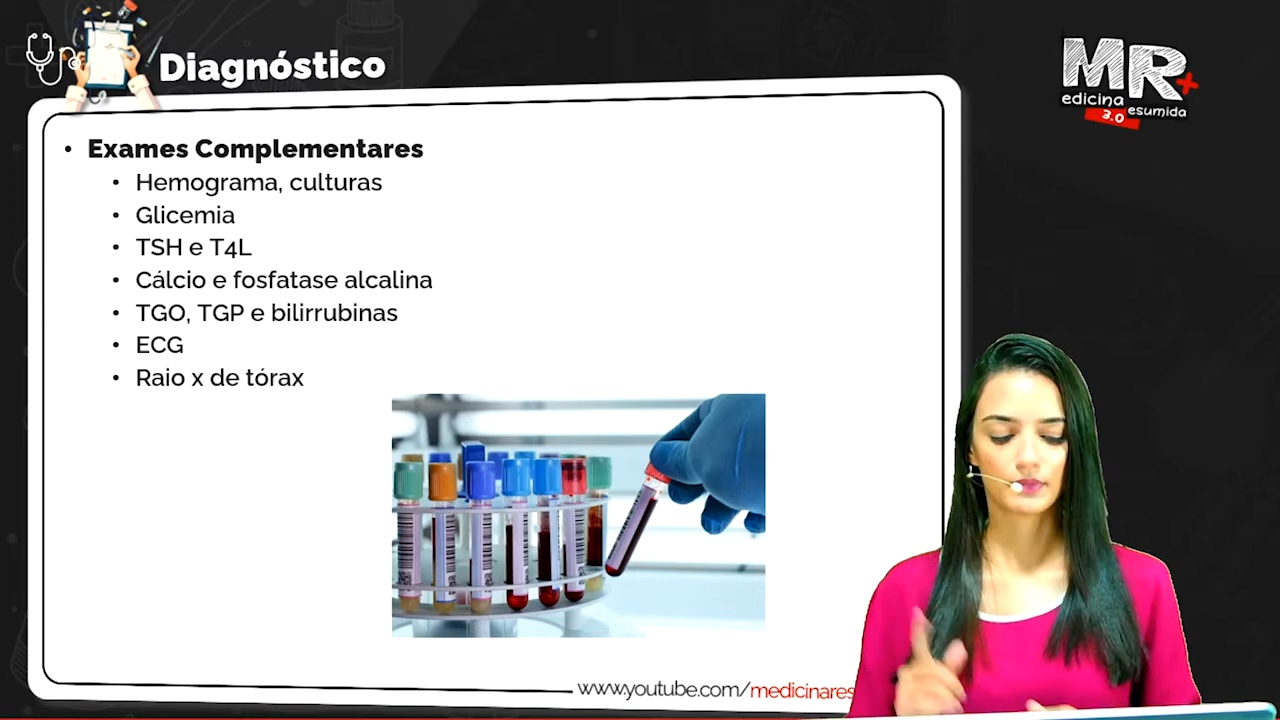 Diagnóstico
MR+
edicina esumida
3.0
• Exames Complementares
• Hemograma, culturas
• Glicemia
• TSH e T4L
• Cálcio e fosfatase alcalina
• TGO, TGP e bilirrubinas
• ECG
• Raio x de tórax
www.youtube.com/medicinares